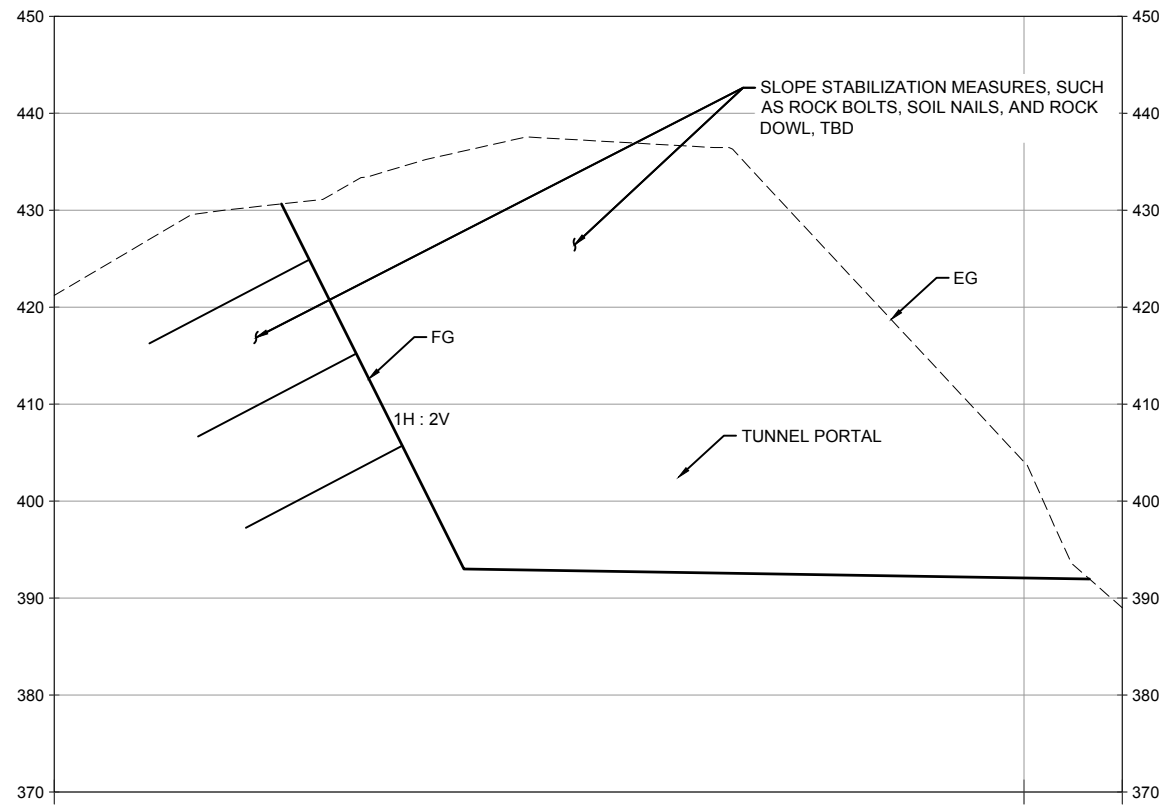 450
450
SLOPE STABILIZATION MEASURES, SUCH
AS ROCK BOLTS, SOIL NAILS, AND ROCK
DOWL, TBD
440
440
430
430
EG
420
420
FG
410
410
1H : 2V
TUNNEL PORTAL
400
400
390
390
380
380
370
370